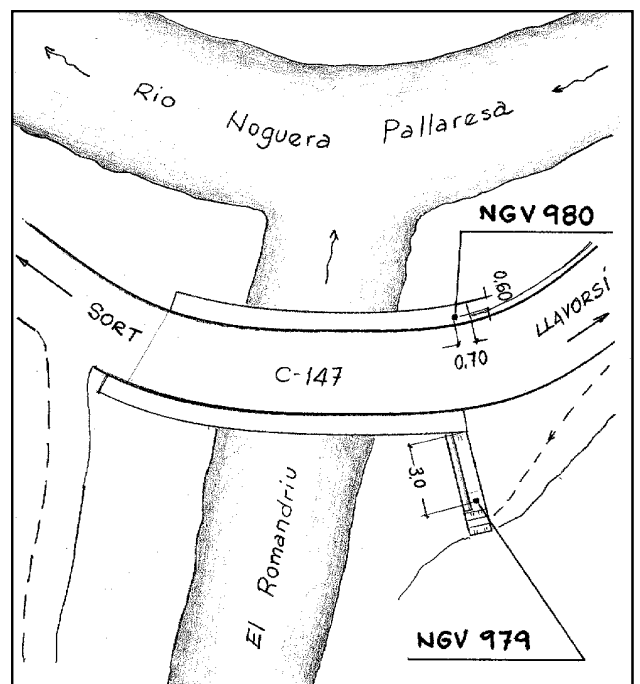 Rio Noguera Pallaresa
NGV 980
0.60
SORT
LLAVORSÍ
0.70
C-147
3.0
El Romandriu
NGV 979